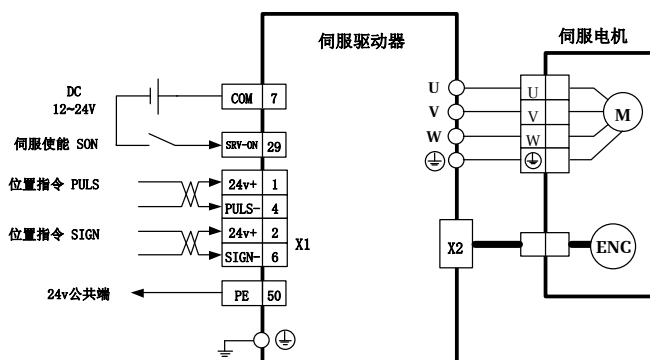 伺服驱动器
伺服电机
DC
12~24V
COM 7
伺服使能 SON
SRV-ON 29
位置指令 PULS
24v+ 1
PULS- 4
位置指令 SIGN
24v+ 2
SIGN- 6
X1
24v公共端
PE 50
U
V
W
U
V
W
M
X2
ENC